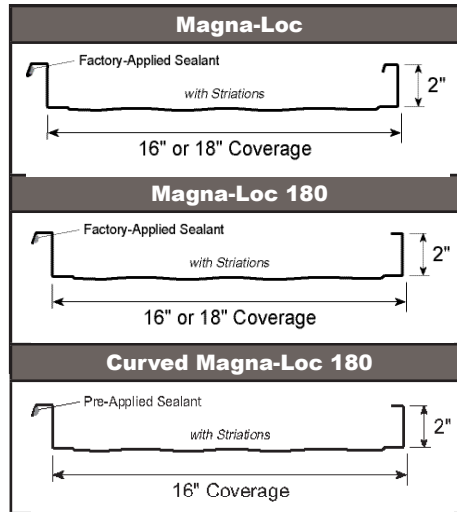 Magna-Loc
Factory-Applied Sealant
with Striations
2"
16" or 18" Coverage
Magna-Loc 180
Factory-Applied Sealant
with Striations
2"
16" or 18" Coverage
Curved Magna-Loc 180
Pre-Applied Sealant
with Striations
2"
16" Coverage